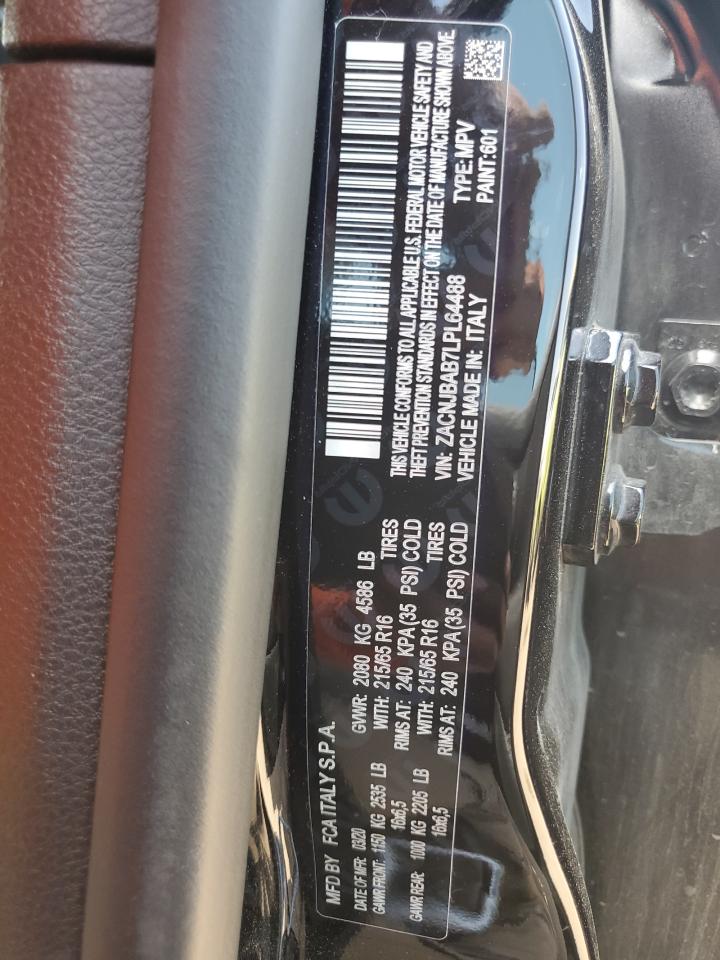 MFD BY FCA ITALY S.P.A.
DATE OF MFR: 03/20 GVWR: 2080 KG 4586 LB
GAWR FRONT: 1150 KG 2535 LB WITH: 215/65 R16 TIRES
16x6,5 RIMS AT: 240 KPA(35 PSI) COLD
GAWR REAR: 1000 KG 2205 LB WITH: 215/65 R16 TIRES
16x6,5 RIMS AT: 240 KPA(35 PSI) COLD
THIS VEHICLE CONFORMS TO ALL APPLICABLE U.S. FEDERAL MOTOR VEHICLE SAFETY AND
THEFT PREVENTION STANDARDS IN EFFECT ON THE DATE OF MANUFACTURE SHOWN ABOVE.
VIN: ZACNJBAB7LPL64488 TYPE: MPV
VEHICLE MADE IN: ITALY PAINT:601